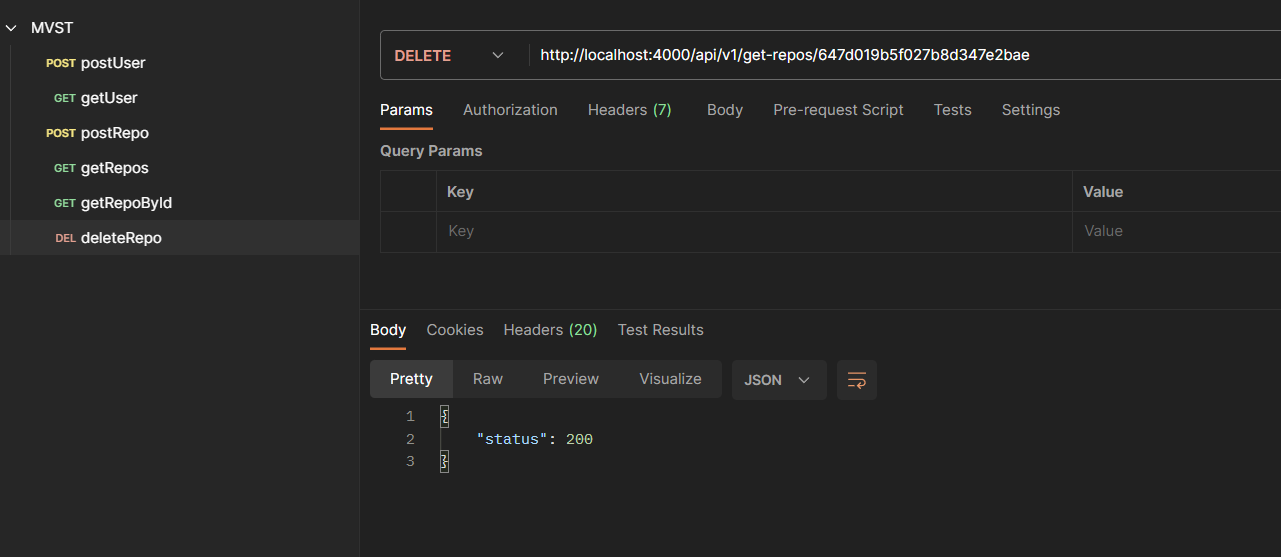 MVST
POST postUser
GET getUser
POST postRepo
GET getRepos
GET getRepoById
DEL deleteRepo
DELETE http://localhost:4000/api/v1/get-repos/647d019b5f027b8d347e2bae
Params Authorization Headers (7) Body Pre-request Script Tests Settings
Query Params
Key Value
Key Value
Body Cookies Headers (20) Test Results
Pretty Raw Preview Visualize JSON
1 {
2 "status": 200
3 }